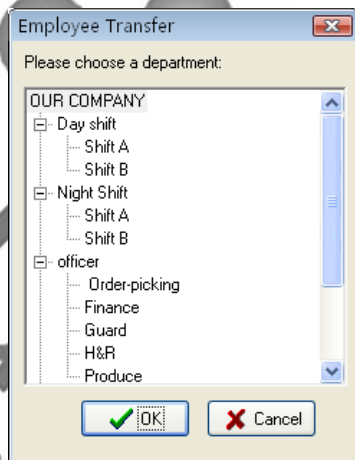 Employee Transfer
Please choose a department:
OUR COMPANY
Day shift
Shift A
Shift B
Night Shift
Shift A
Shift B
officer
Order-picking
Finance
Guard
H&R
Produce
OK
Cancel